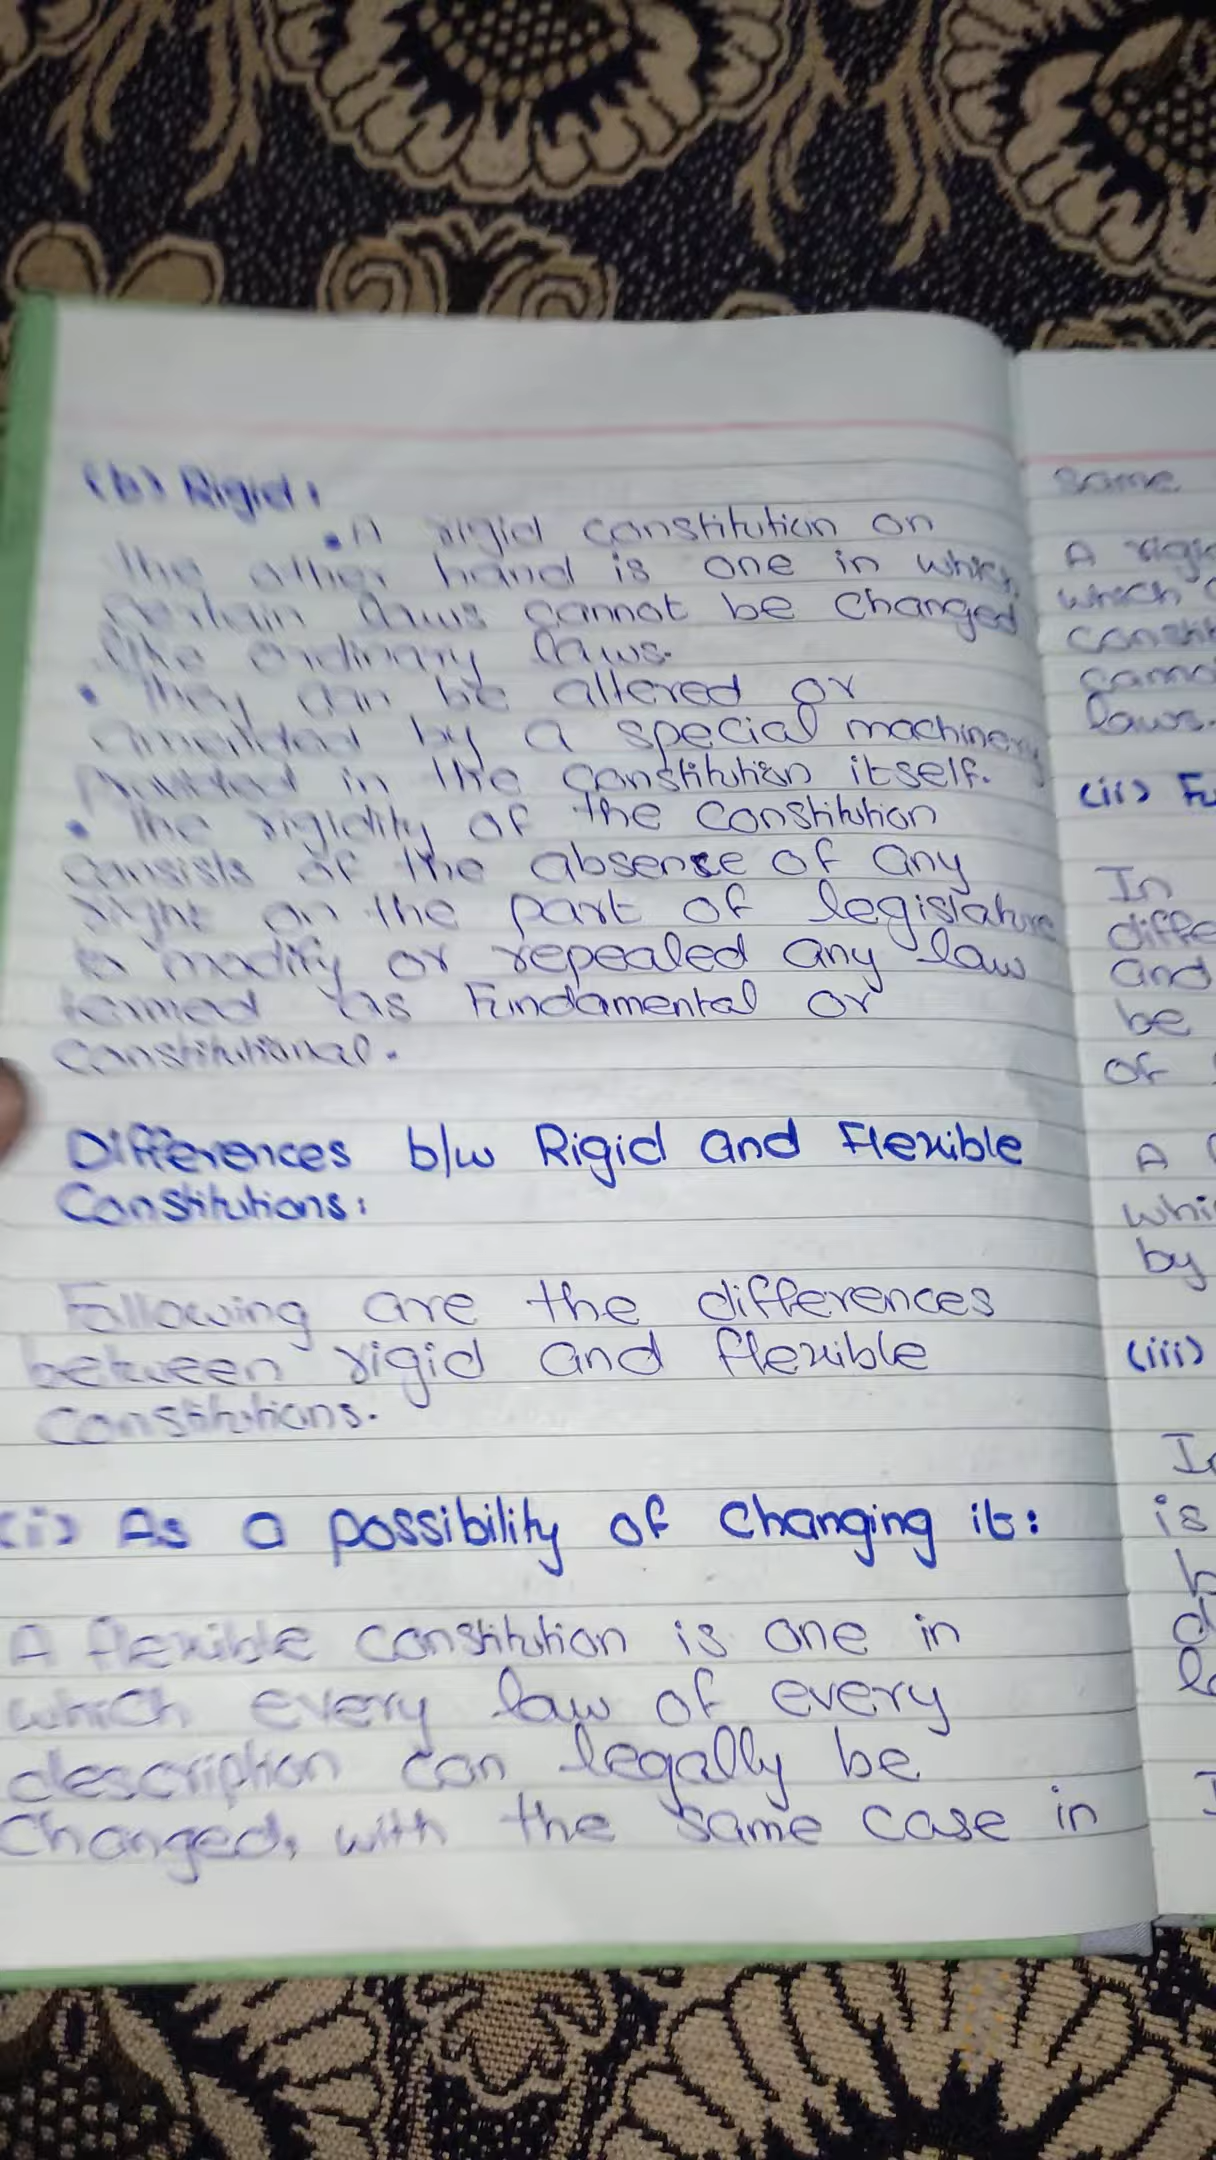 (b) Rigid:
• A rigid constitution on
the other hand is one in which
certain laws cannot be changed
like ordinary laws.
• They can be altered or
amended by a special machinery
provided in the constitution itself.
• The rigidity of the constitution
consists of the absence of any
right on the part of legislature
to modify or repealed any law
termed as Fundamental or
constitutional.
Differences b/w Rigid and Flexible
Constitutions:
Following are the differences
between rigid and flexible
constitutions.
(i) As a possibility of changing it:
A flexible constitution is one in
which every law of every
description can legally be
changed, with the same case in
same
A
which
laws.
(ii)
In
and
be
of
A
by
(iii)
is